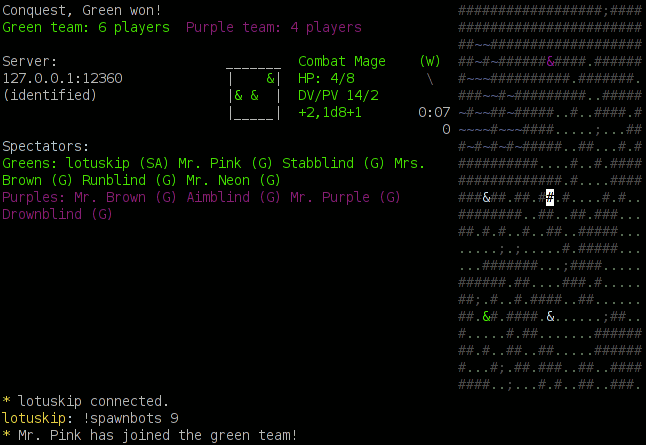 Conquest, Green won!
Green team: 6 players Purple team: 4 players
Server:
127.0.0.1:12360
(identified)
Combat Mage (W)
HP: 4/8 \
DV/PV 14/2
+2,1d8+1 0:07
0
Spectators:
Greens: lotuskip (SA) Mr. Pink (G) Stabblind (G) Mrs.
Brown (G) Runblind (G) Mr. Neon (G)
Purples: Mr. Brown (G) Aimblind (G) Mr. Purple (G)
Drownblind (G)
* lotuskip connected.
lotuskip: !spawnbots 9
* Mr. Pink has joined the green team!